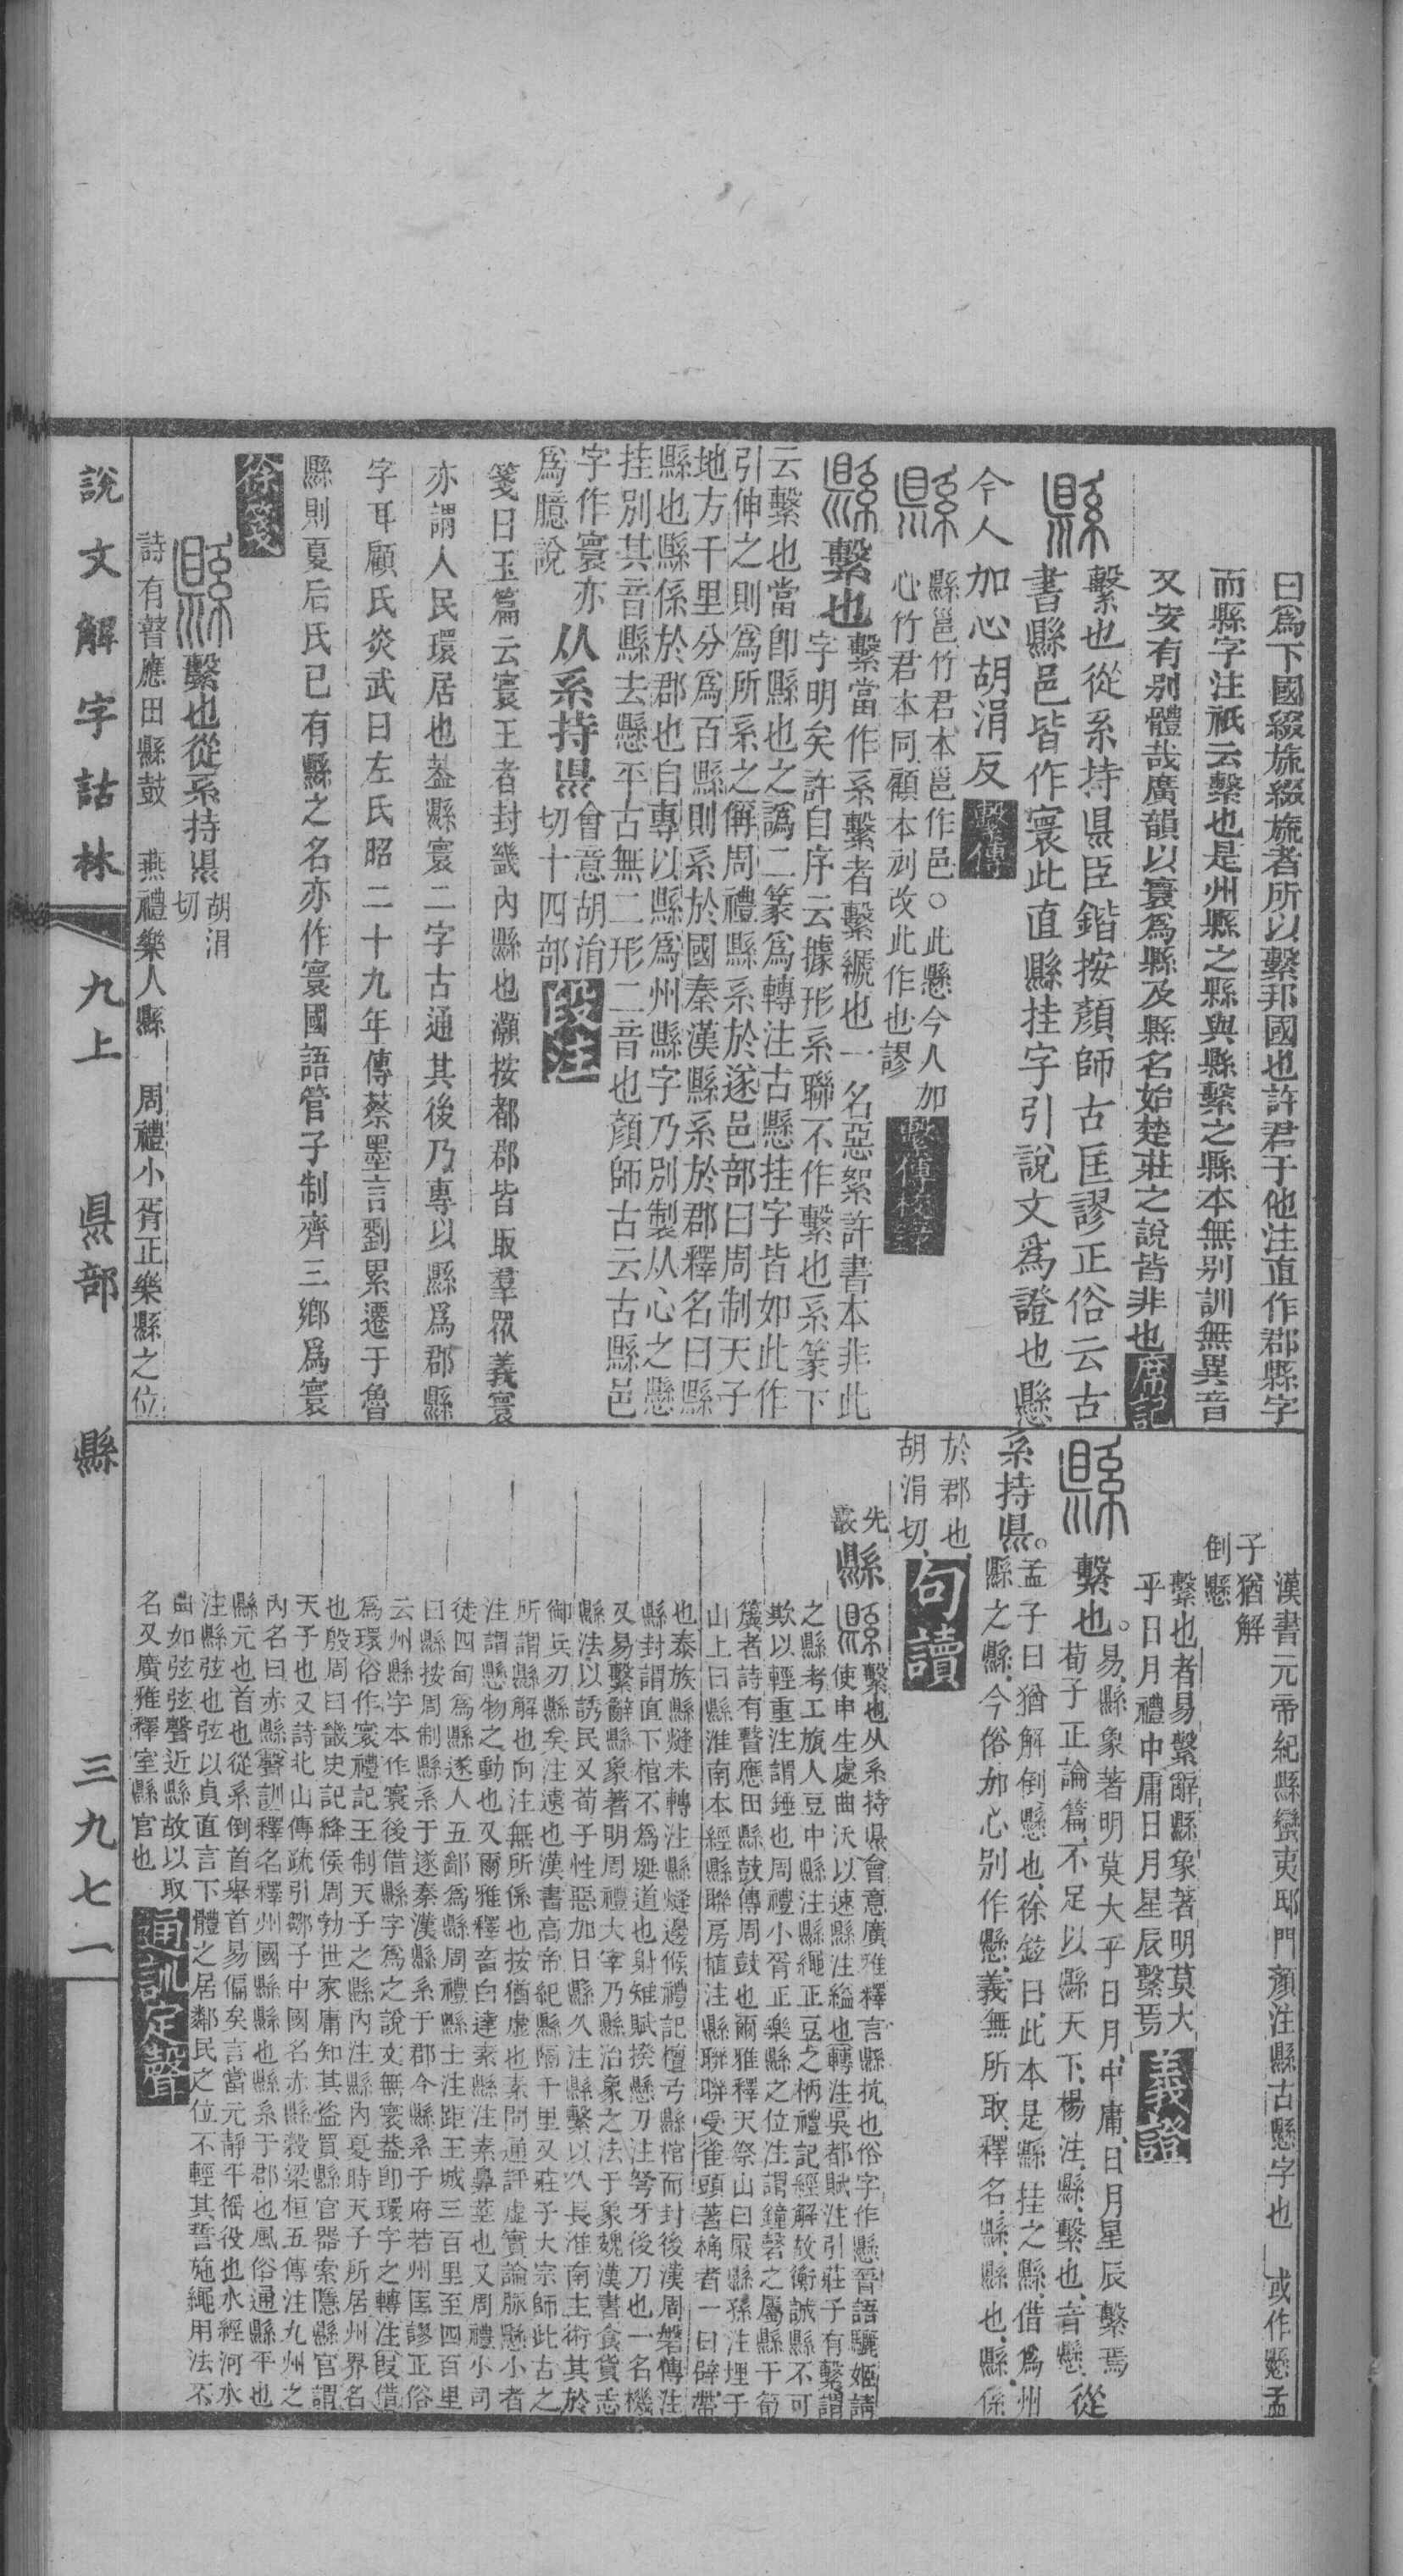 曰爲下國綴旒綴旒者所以繫邦國也許君于他注直作郡縣字
而縣字注祇云繫也是州縣之縣與縣繫之縣本無别訓無異音
又安有别體哉廣韻以寰爲縣及縣名始楚莊之說皆非也席記
縣繫也從系持𥄉臣鍇按顏師古匡謬正俗云古
書縣邑皆作寰此直縣挂字引說文爲證也懸
今人加心胡涓反繫傳
縣縣邕竹君本邕作邑○此懸今人加
心竹君本同顧本剜改此作也謬繫傳校錄
縣繫也繫當作系繫者繫𦃇也一名惡絮許書本非此
字明矣許自序云據形系聯不作繫也系篆下
云繫也當卽縣也之譌二篆爲轉注古懸挂字皆如此作
引伸之則爲所系之偁周禮縣系於遂邑部曰周制天子
地方千里分爲百縣則系於國秦漢縣系於郡釋名曰縣
縣也縣係於郡也自專以縣爲州縣字乃别製从心之懸
挂别其音縣去懸平古無二形二音也顏師古云古縣邑
字作寰亦
爲臆說从系持𥄉會意胡涓
切十四部段注
箋曰玉篇云寰王者封畿內縣也灝按都郡皆取羣眾義寰
亦謂人民環居也葢縣寰二字古通其後乃專以縣爲郡縣
字耳顧氏炎武曰左氏昭二十九年傳蔡墨言劉累遷于魯
縣則夏后氏已有縣之名亦作寰國語管子制齊三鄉爲寰
徐箋
縣繫也從系持𥄉胡涓
切
詩有瞽應田縣鼓 燕禮樂人縣 周禮小胥正樂縣之位
漢書元帝紀縣蠻夷邸門顏注縣古懸字也 或作懸孟
子猶解
倒懸
繫也者易繫辭縣象著明莫大
乎日月禮中庸日月星辰繫焉義證
縣繫也。易縣象著明莫大乎日月中庸日月星辰繫焉
荀子正論篇不足以縣天下楊注縣繫也音懸從
系持𥄉。孟子曰猶解倒懸也徐鉉曰此本是縣挂之縣借爲州
縣之縣今俗加心别作懸義無所取釋名縣縣也縣係
於郡也
胡涓切句讀
先
韻縣縣繫也从系持𥄉會意廣雅釋言縣抗也俗字作懸晉語驪姬請
使申生處曲沃以速縣注縊也轉注吳都賦注引莊子有繫謂
之縣考工旊人豆中縣注縣繩正豆之柄禮記經解故衡誠縣不可
欺以輕重注謂錘也周禮小胥正樂縣之位注謂鐘磬之屬縣于筍
簴者詩有瞽應田縣鼓傳周鼓也爾雅釋天祭山曰庪縣孫注埋于
山上曰縣淮南本經縣聯房植注縣聯聯受雀頭著桷者一曰辟帶
也泰族縣㷭未轉注縣㷭邊候禮記檀弓縣棺而封後漢周磐傳注
縣封謂直下棺不爲埏道也射雉賦揆懸刀注弩牙後刀也一名機
又易繫辭縣象著明周禮大宰乃縣治象之法于象魏漢書食貨志
縣法以誘民又荀子性惡加日縣久注縣繫以久長淮南主術其於
御兵刃縣矣注遠也漢書高帝紀縣隔千里又莊子大宗師此古之
所謂縣解也向注無所係也按猶虛也素問通評虛實論脈懸小者
注謂懸物之動也又爾雅釋畜白達素縣注素鼻莖也又周禮小司
徒四甸爲縣遂人五鄙爲縣周禮縣士注距王城三百里至四百里
曰縣按周制縣系于遂秦漢縣系于郡今縣系于府若州匡謬正俗
云州縣字本作寰後借縣字爲之說文無寰葢卽環字之轉注叚借
爲環俗作寰禮記王制天子之縣內注縣內夏時天子所居州界名
也殷周曰畿史記絳侯周勃世家庸知其盜買縣官器索隱縣官謂
天子也又詩北山傳疏引鄒子中國名赤縣穀梁桓五傳注九州之
內名曰赤縣聲訓釋名釋州國縣縣也縣系于郡也風俗通縣平也
縣元也首也從系倒首舉首易偏矣言當元靜平徭役也水經河水
注縣弦也弦以貞直言下體之居鄰民之位不輕其誓施繩用法不
曲如弦弦聲近縣故以取
名又廣雅釋室縣官也通訓定聲
說文解字詁林 九上 𥄉部 縣 三九七一